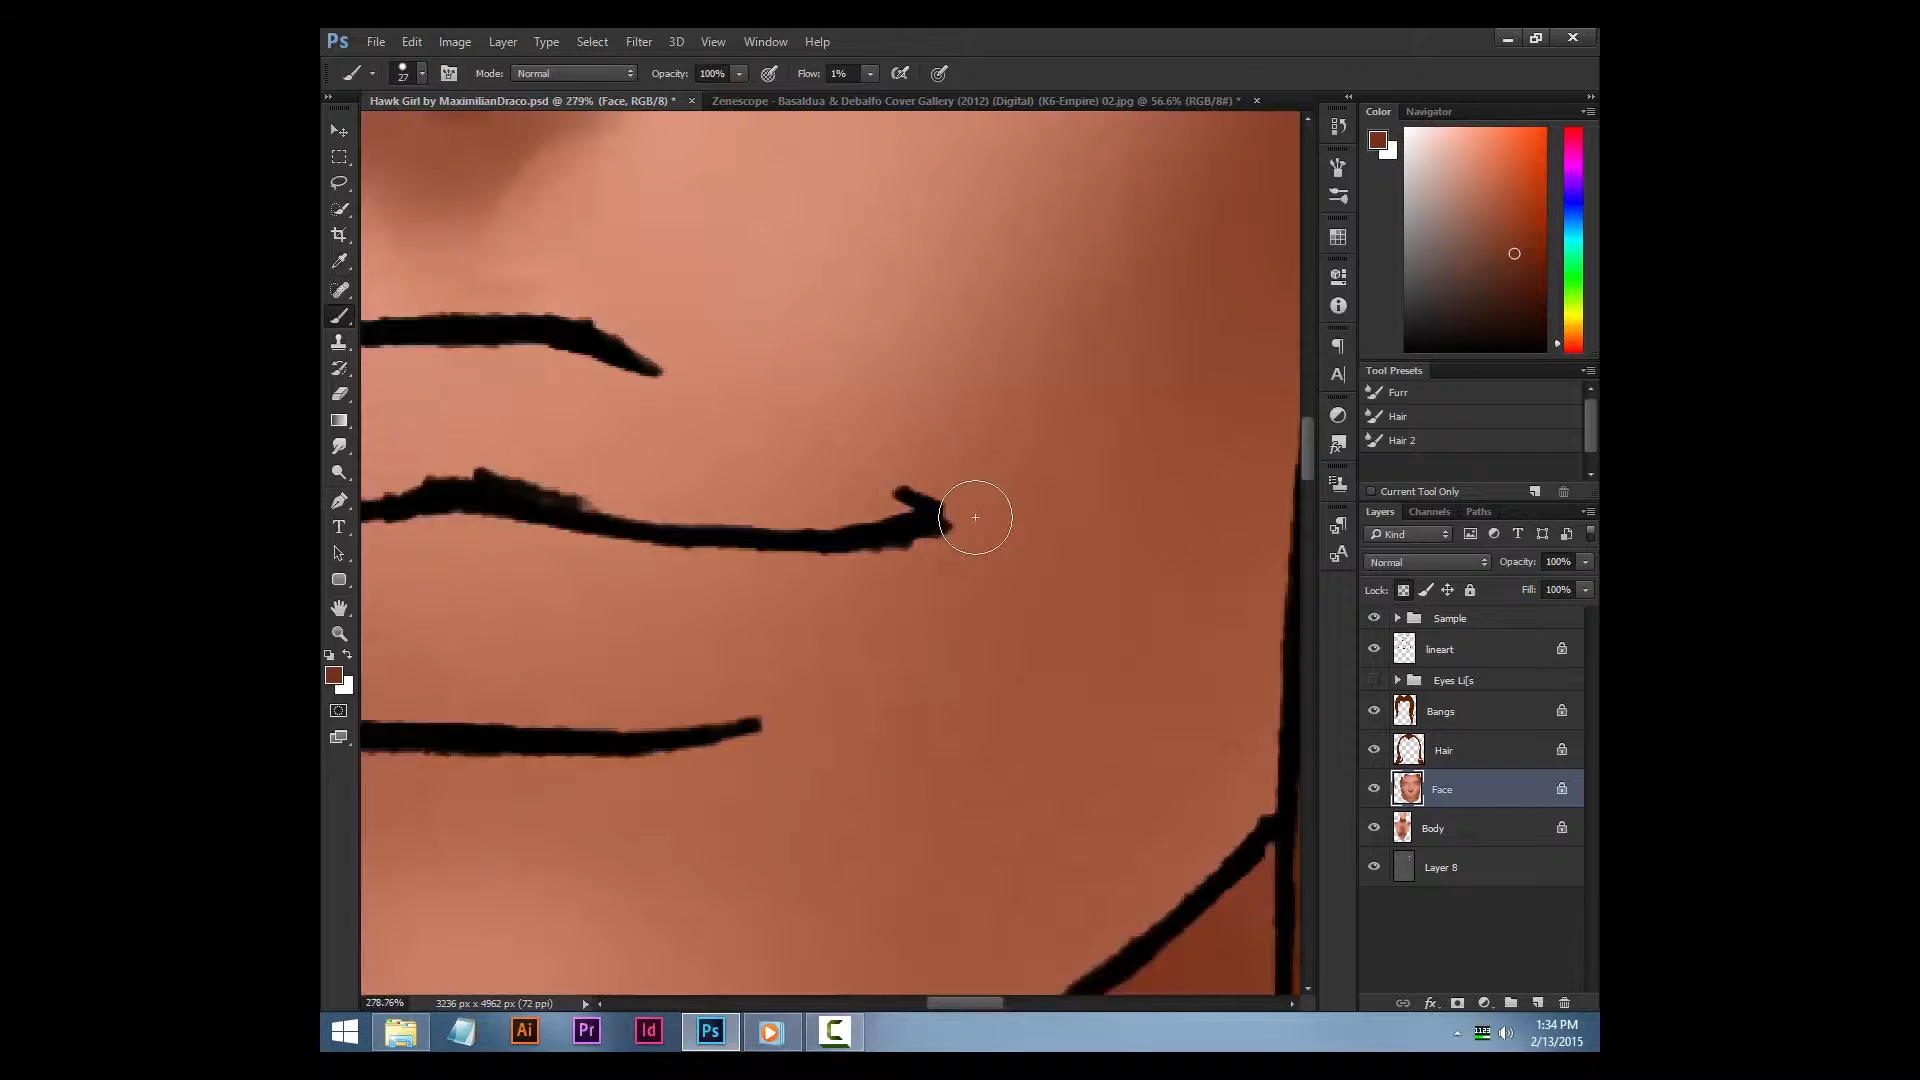 Ps File Edit Image Layer Type Select Filter 3D View Window Help
27 Mode: Normal Opacity: 100% Flow: 1%
Hawk Girl by MaximilianDraco.psd @ 279% (Face, RGB/8) * × Zenescope - Basaldua & Debalfo Cover Gallery (2012) (Digital) (K6-Empire) 02.jpg @ 56.6% (RGB/8#) * ×
Color Navigator
Tool Presets
Furr
Hair
Hair 2
Current Tool Only
Layers Channels Paths
Kind
Normal Opacity: 100%
Lock: Fill: 100%
Sample
lineart
Eyes Li[s
Bangs
Hair
Face
Body
Layer 8
278.76% 3236 px x 4962 px (72 ppi)
fx
Ai Pr Id Ps C
1:34 PM
2/13/2015